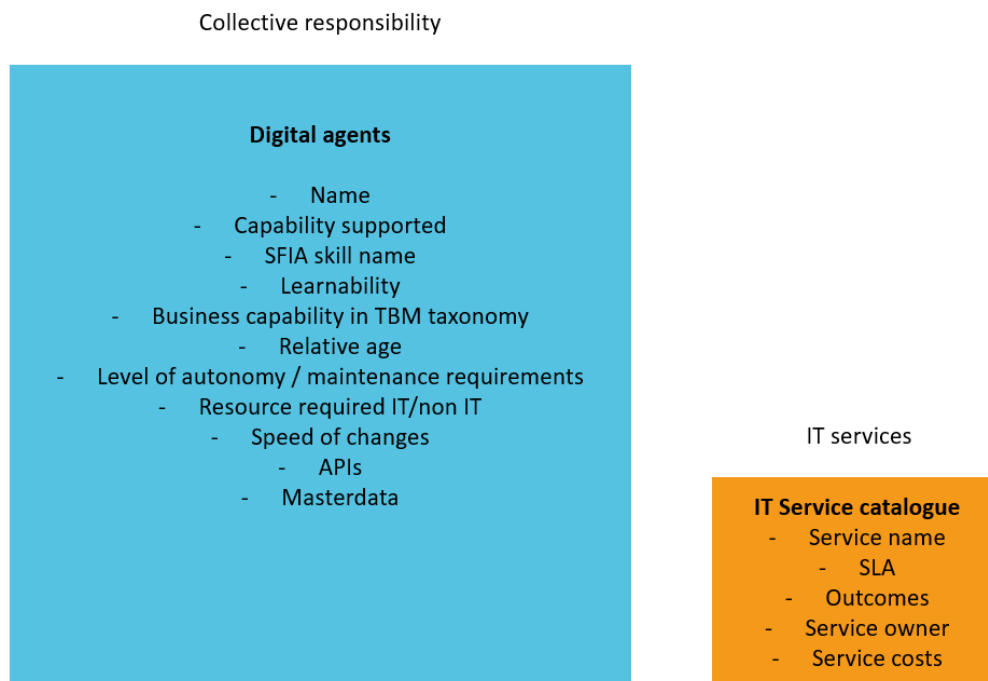 Collective responsibility
Digital agents
- Name
- Capability supported
- SFIA skill name
- Learnability
- Business capability in TBM taxonomy
- Relative age
- Level of autonomy / maintenance requirements
- Resource required IT/non IT
- Speed of changes
- APIs
- Masterdata
IT services
IT Service catalogue
- Service name
- SLA
- Outcomes
- Service owner
- Service costs